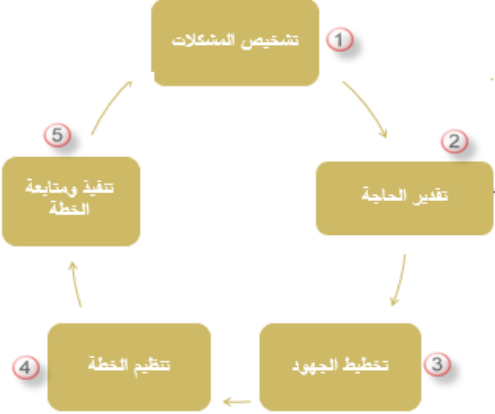 تشخيص المشكلات
1
2
تقدير الحاجة
3
تخطيط الجهود
4
تنظيم الخطة
5
تنفيذ ومتابعة
الخطة